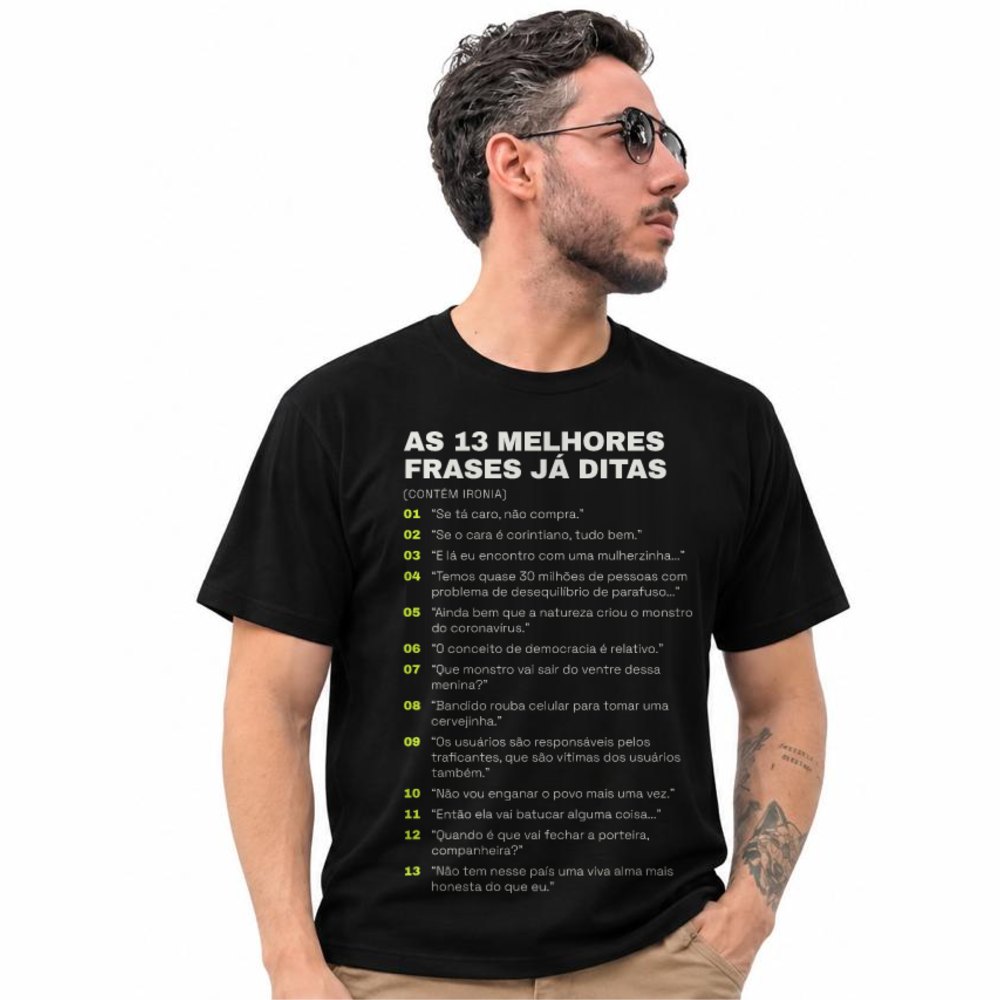 AS 13 MELHORES
FRASES JÁ DITAS
(CONTÉM IRONIA)
01 "Se tá caro, não compra."
02 "Se o cara é corintiano, tudo bem."
03 "E lá eu encontro com uma mulherzinha..."
04 "Temos quase 30 milhões de pessoas com
problema de desequilíbrio de parafuso..."
05 "Ainda bem que a natureza criou o monstro
do coronavírus."
06 "O conceito de democracia é relativo."
07 "Que monstro vai sair do ventre dessa
menina?"
08 "Bandido rouba celular para tomar uma
cervejinha."
09 "Os usuários são responsáveis pelos
traficantes, que são vítimas dos usuários
também."
10 "Não vou enganar o povo mais uma vez."
11 "Então ela vai batucar alguma coisa..."
12 "Quando é que vai fechar a porteira,
companheira?"
13 "Não tem nesse país uma viva alma mais
honesta do que eu."